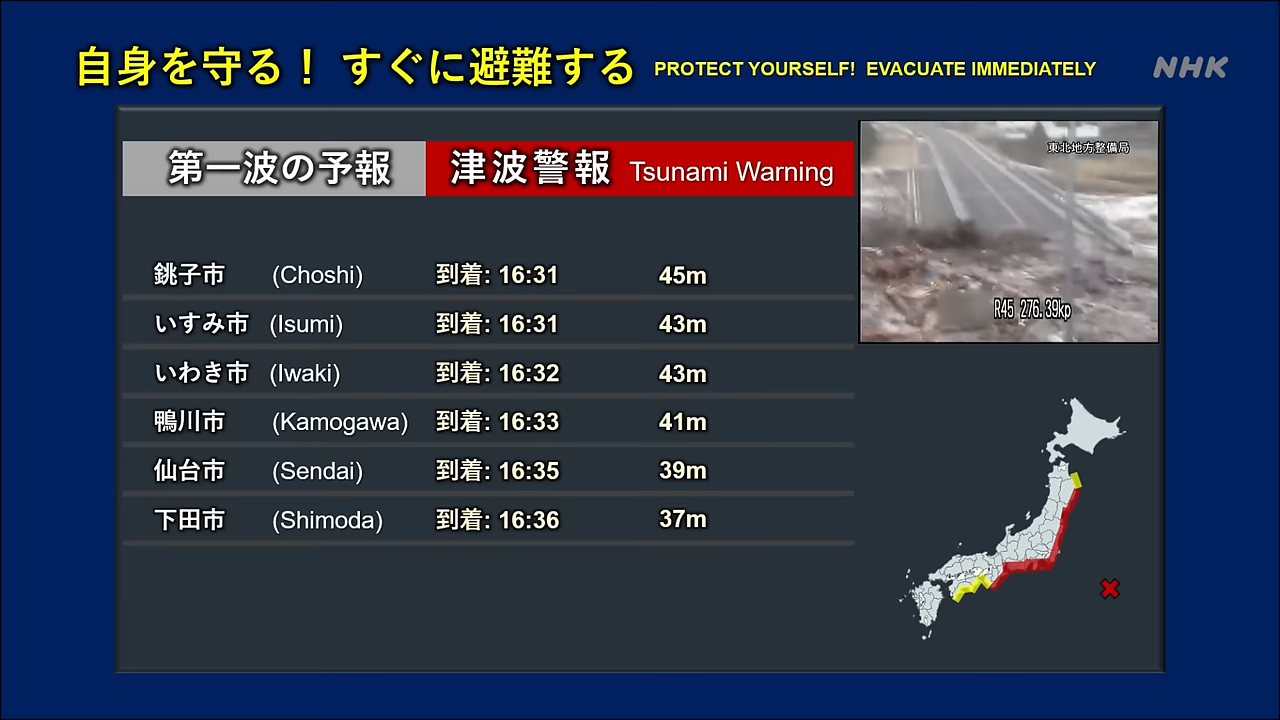 自身を守る！ すぐに避難する PROTECT YOURSELF! EVACUATE IMMEDIATELY NHK
第一波の予報 津波警報 Tsunami Warning
東北地方整備局
R45 276.39kp
銚子市 (Choshi) 到着: 16:31 45m
いすみ市 (Isumi) 到着: 16:31 43m
いわき市 (Iwaki) 到着: 16:32 43m
鴨川市 (Kamogawa) 到着: 16:33 41m
仙台市 (Sendai) 到着: 16:35 39m
下田市 (Shimoda) 到着: 16:36 37m